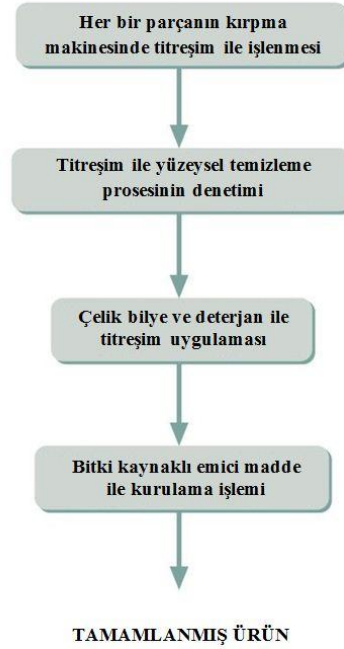 Her bir parçanın kırpma
makinesinde titreşim ile işlenmesi
Titreşim ile yüzeysel temizleme
prosesinin denetimi
Çelik bilye ve deterjan ile
titreşim uygulaması
Bitki kaynaklı emici madde
ile kurulama işlemi
TAMAMLANMIŞ ÜRÜN